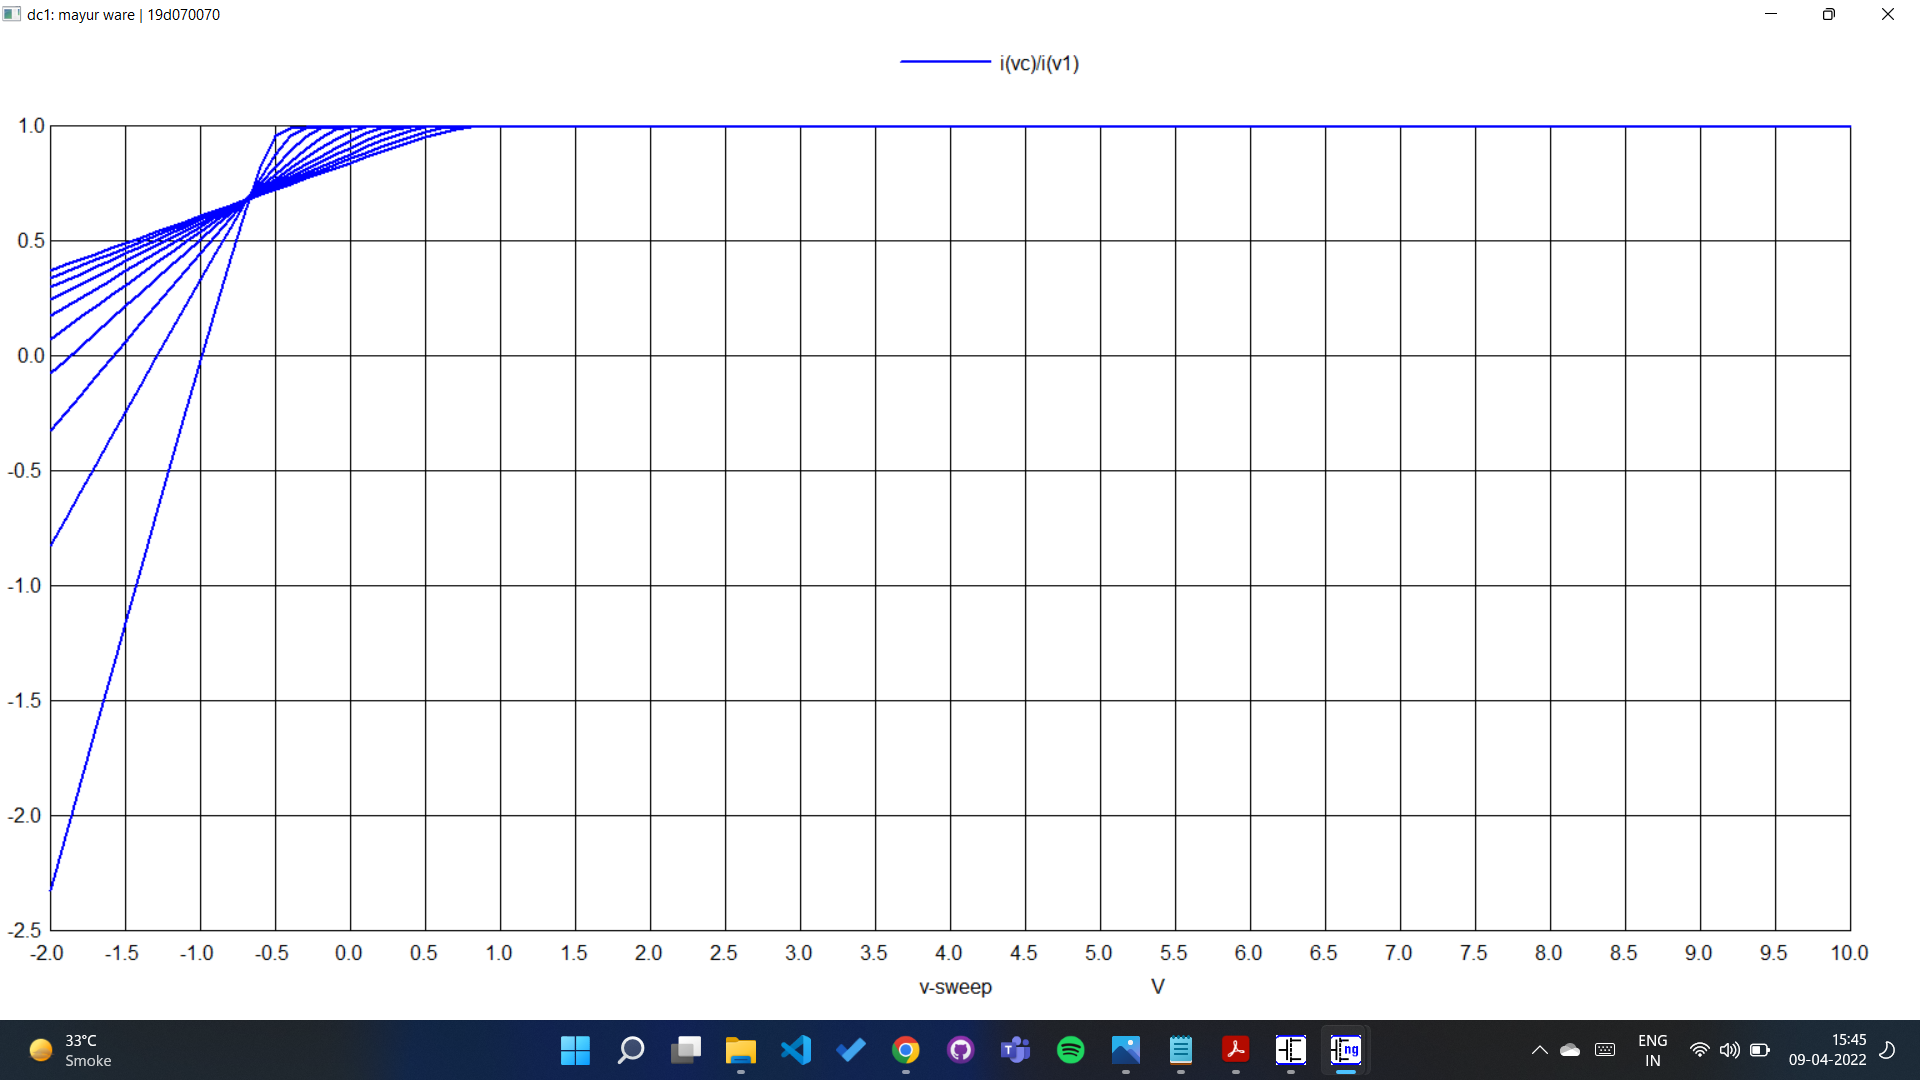 dc1: mayur ware | 19d070070
i(vc)/i(v1)
1.0
0.5
0.0
-0.5
-1.0
-1.5
-2.0
-2.5
-2.0 -1.5 -1.0 -0.5 0.0 0.5 1.0 1.5 2.0 2.5 3.0 3.5 4.0 4.5 5.0 5.5 6.0 6.5 7.0 7.5 8.0 8.5 9.0 9.5 10.0
v-sweep V
33°C
Smoke
T
ng
ENG
IN
15:45
09-04-2022